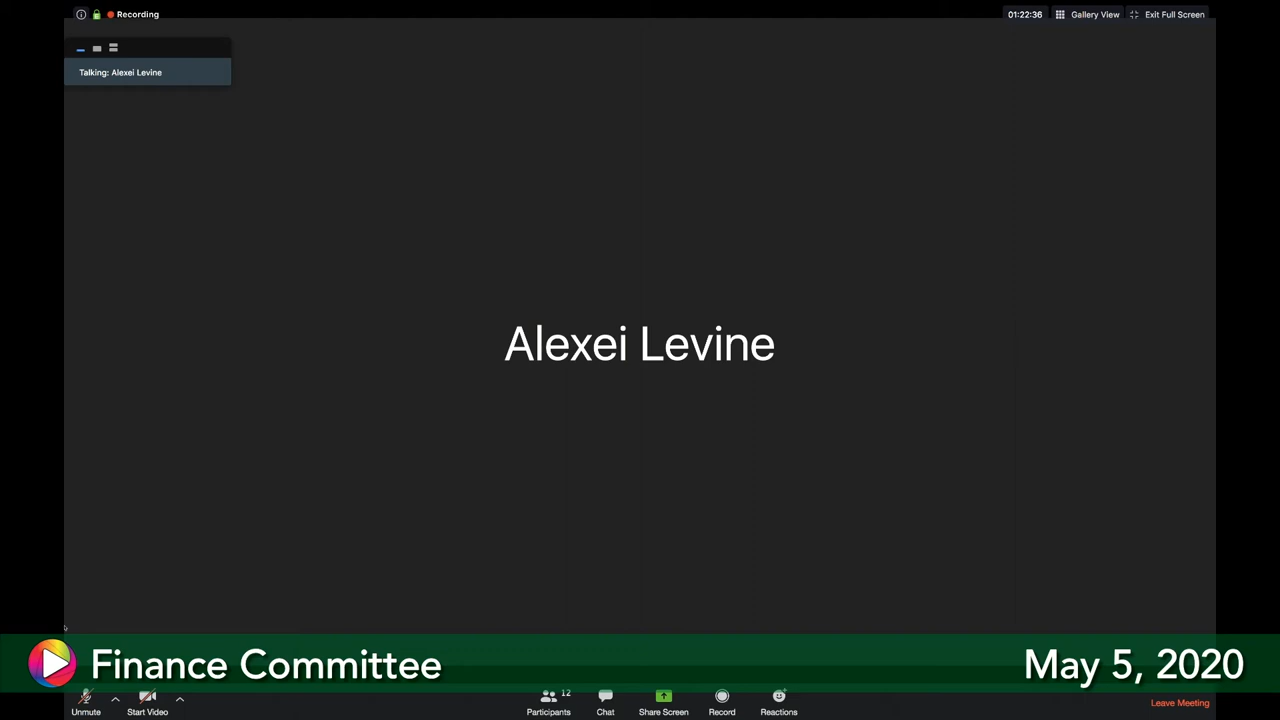 Recording
01:22:36
Gallery View
Exit Full Screen
Talking: Alexei Levine
Alexei Levine
Finance Committee
May 5, 2020
Unmute
Start Video
12
Participants
Chat
Share Screen
Record
Reactions
Leave Meeting